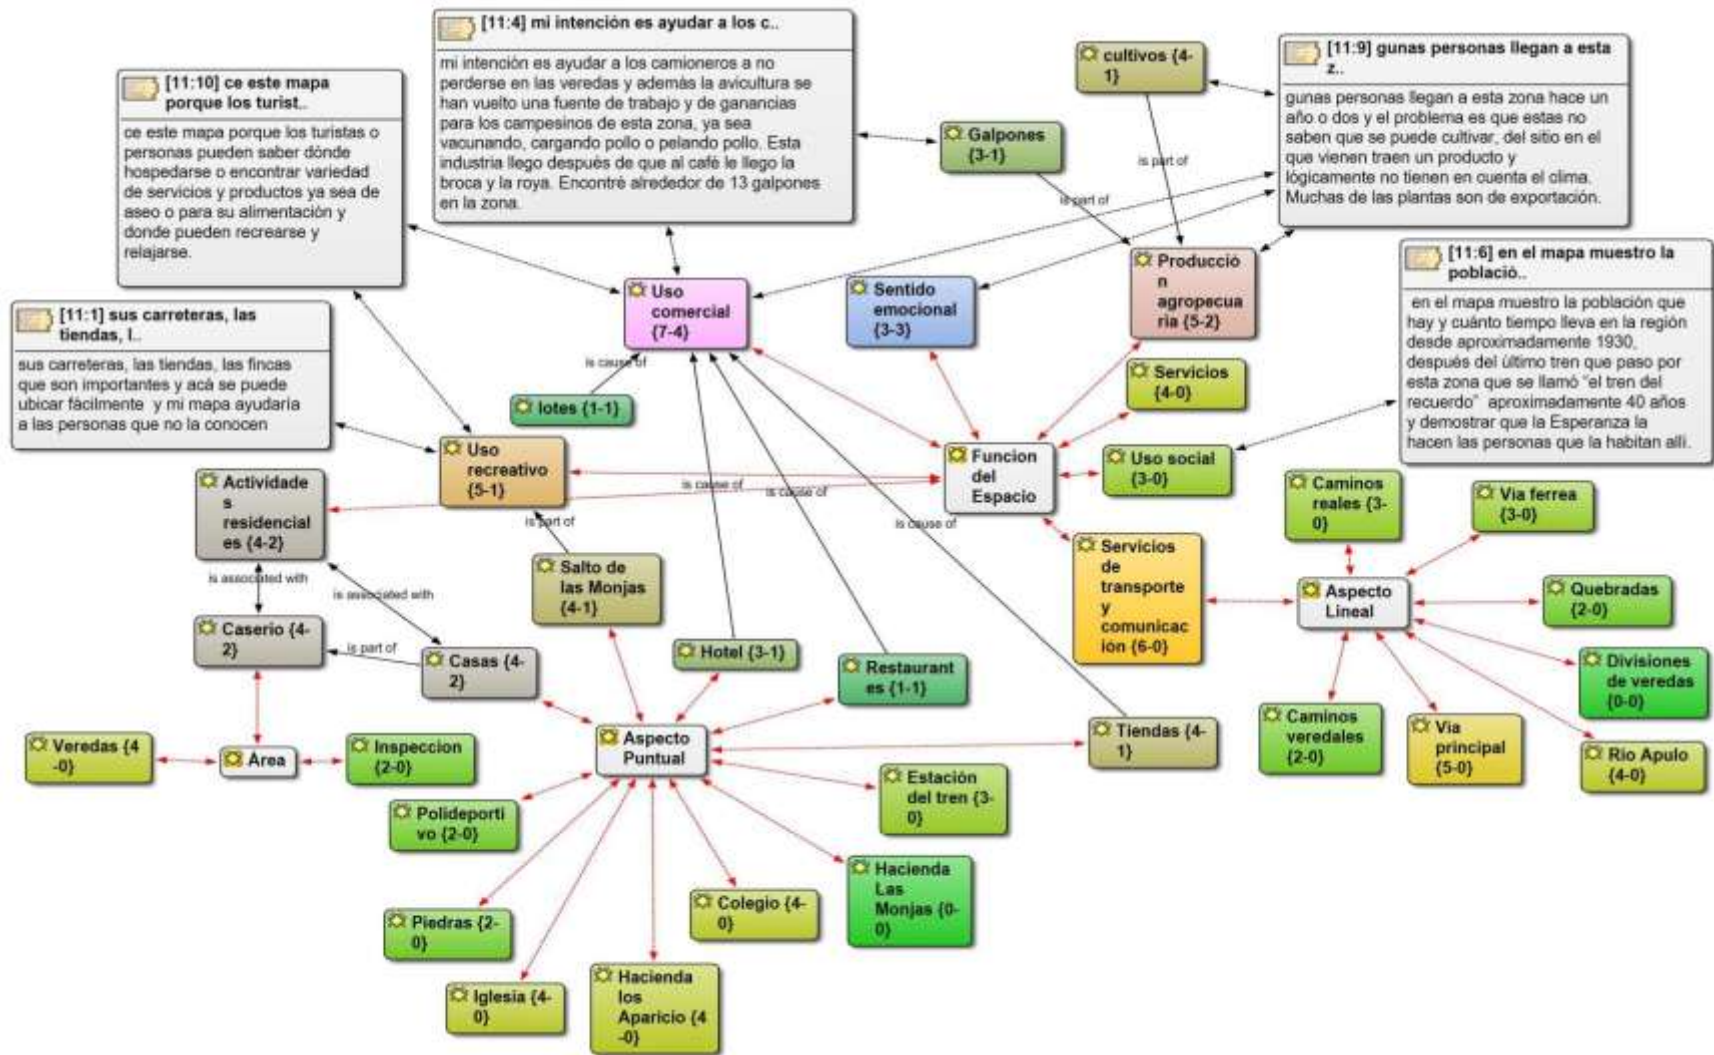 [11:4] mi intención es ayudar a los c..
mi intención es ayudar a los camioneros a no
perderse en las veredas y además la avicultura se
han vuelto una fuente de trabajo y de ganancias
para los campesinos de esta zona, ya sea
vacunando, cargando pollo o pelando pollo. Esta
industria llego después de que al café le llego la
broca y la roya. Encontré alrededor de 13 galpones
en la zona.
[11:10] ce este mapa
porque los turist..
ce este mapa porque los turistas o
personas pueden saber dónde
hospedarse o encontrar variedad
de servicios y productos ya sea de
aseo o para su alimentación y
donde pueden recrearse y
relajarse.
cultivos {4-
1}
[11:9] gunas personas llegan a esta
z..
gunas personas llegan a esta zona hace un
año o dos y el problema es que estas no
saben que se puede cultivar, del sitio en el
que vienen traen un producto y
lógicamente no tienen en cuenta el clima.
Muchas de las plantas son de exportación.
Galpones
{3-1}
is part of
is part of
[11:6] en el mapa muestro la
població..
en el mapa muestro la población que
hay y cuánto tiempo lleva en la región
desde aproximadamente 1930,
después del último tren que paso por
esta zona que se llamó "el tren del
recuerdo" aproximadamente 40 años
y demostrar que la Esperanza la
hacen las personas que la habitan allí.
[11:1] sus carreteras, las
tiendas, l..
sus carreteras, las tiendas, las fincas
que son importantes y acá se puede
ubicar fácilmente y mi mapa ayudaría
a las personas que no la conocen
Uso
comercial
{7-4}
Sentido
emocional
{3-3}
Producció
n
agropecua
ria {5-2}
is cause of
lotes {1-1}
Servicios
{4-0}
Uso
recreativo
{5-1}
Funcion
del
Espacio
Uso social
{3-0}
Actividade
s
residencial
es {4-2}
is cause of
is cause of
is cause of
is part of
Caminos
reales {3-
0}
Via ferrea
{3-0}
Salto de
las Monjas
{4-1}
Servicios
de
transporte
y
comunicac
ión {6-0}
Aspecto
Lineal
Quebradas
{2-0}
is associated with
is associated with
Caserio {4-
2}
is part of
Casas {4-
2}
Hotel {3-1}
Restaurant
es {1-1}
Divisiones
de veredas
{0-0}
Caminos
veredales
{2-0}
Via
principal
{5-0}
Rio Apulo
{4-0}
Veredas {4
-0}
Area
Inspeccion
{2-0}
Aspecto
Puntual
Tiendas {4-
1}
Estación
del tren {3-
0}
Polideporti
vo {2-0}
Hacienda
Las
Monjas {0-
0}
Colegio {4-
0}
Piedras {2-
0}
Iglesia {4-
0}
Hacienda
los
Aparicio {4
-0}